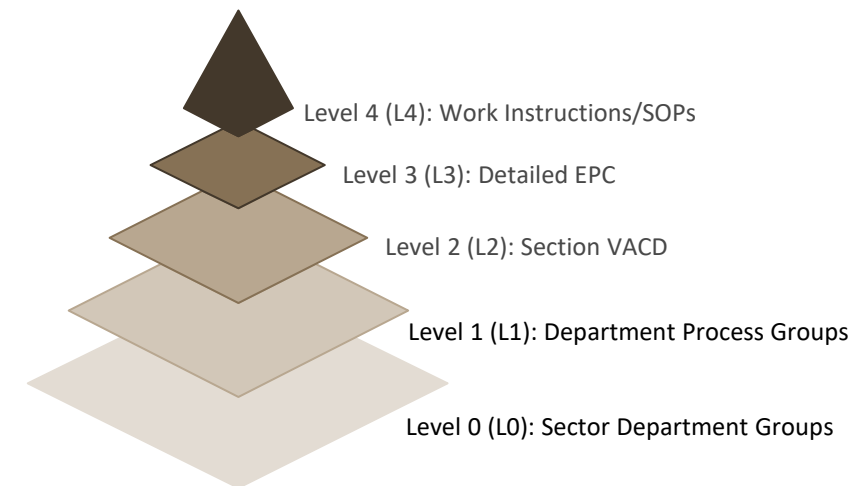 Level 4 (L4): Work Instructions/SOPs
Level 3 (L3): Detailed EPC
Level 2 (L2): Section VACD
Level 1 (L1): Department Process Groups
Level 0 (L0): Sector Department Groups